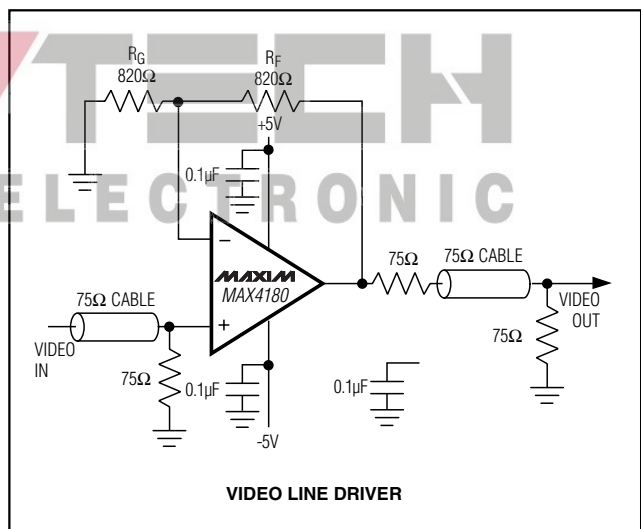 TECH
ELECTRONIC
RG
820Ω
RF
820Ω
+5V
0.1µF
−
MAXIM
MAX4180
+
75Ω CABLE
VIDEO
IN
75Ω
0.1µF
-5V
75Ω
75Ω CABLE
VIDEO
OUT
75Ω
0.1µF
VIDEO LINE DRIVER